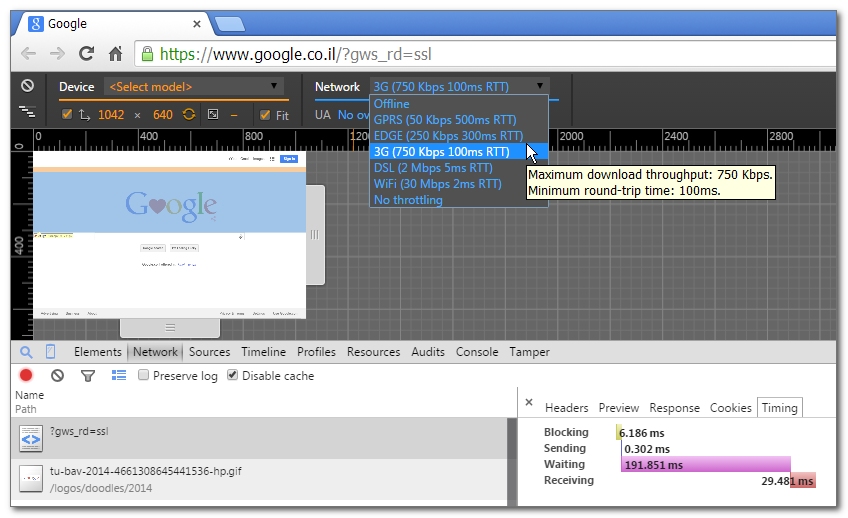 Google
https://www.google.co.il/?gws_rd=ssl
Device <Select model> Network 3G (750 Kbps 100ms RTT)
1042 × 640 Fit UA No ov
Offline
GPRS (50 Kbps 500ms RTT)
EDGE (250 Kbps 300ms RTT)
3G (750 Kbps 100ms RTT)
DSL (2 Mbps 5ms RTT)
WiFi (30 Mbps 2ms RTT)
No throttling
0 400 800 1200 2000 2400 2800
0
400
Maximum download throughput: 750 Kbps.
Minimum round-trip time: 100ms.
Sign in
Google
Elements Network Sources Timeline Profiles Resources Audits Console Tamper
Preserve log Disable cache
Name
Path
?gws_rd=ssl
tu-bav-2014-4661308645441536-hp.gif
/logos/doodles/2014
× Headers Preview Response Cookies Timing
Blocking 6.186 ms
Sending 0.302 ms
Waiting 191.851 ms
Receiving 29.481 ms